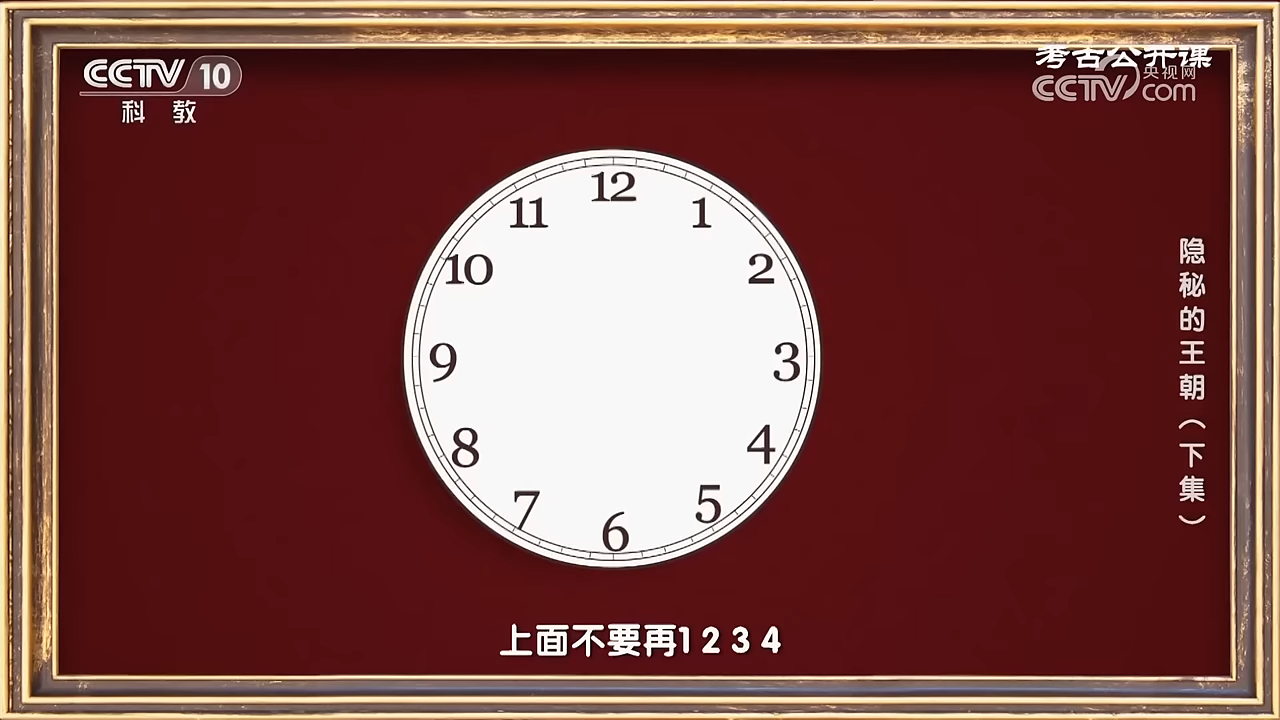 CCTV 10
科教
考古公开课
央视网
CCTV.com
12
11
1
10
2
9
3
8
4
7
5
6
隐秘的王朝（下集）
上面不要再1 2 3 4